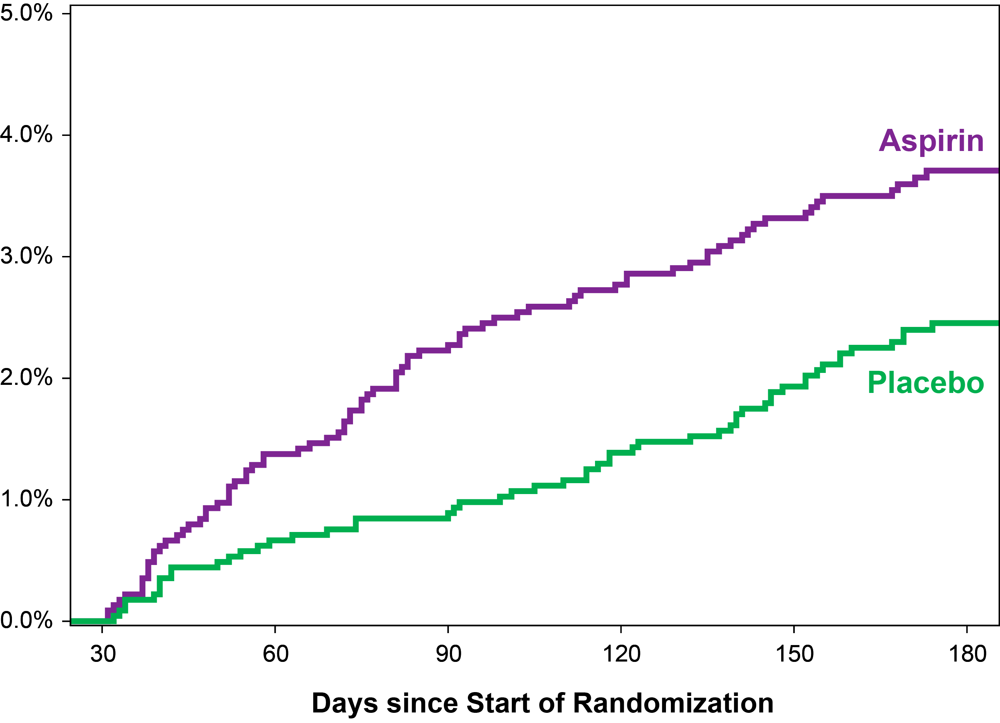 5.0%
4.0%
Aspirin
3.0%
2.0%
Placebo
1.0%
0.0%
30 60 90 120 150 180
Days since Start of Randomization